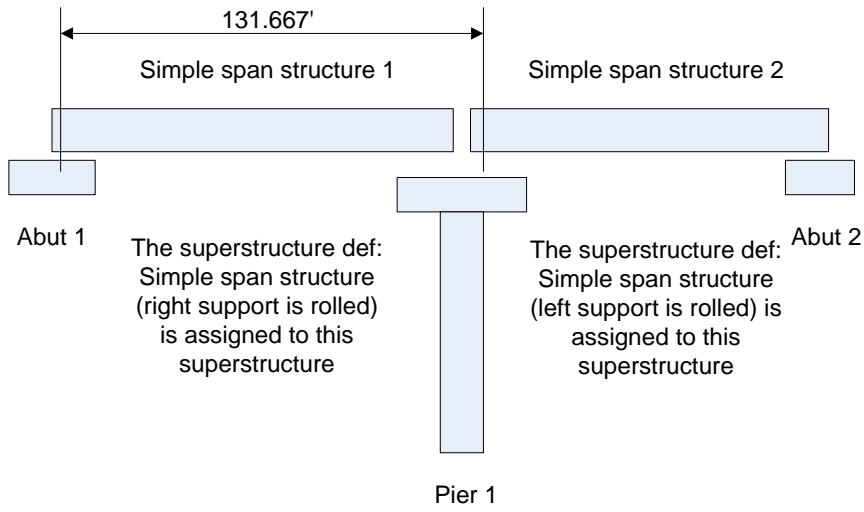 131.667'
Simple span structure 1
Simple span structure 2
Abut 1
The superstructure def:
Simple span structure
(right support is rolled)
is assigned to this
superstructure
The superstructure def:
Simple span structure
(left support is rolled) is
assigned to this
superstructure
Abut 2
Pier 1